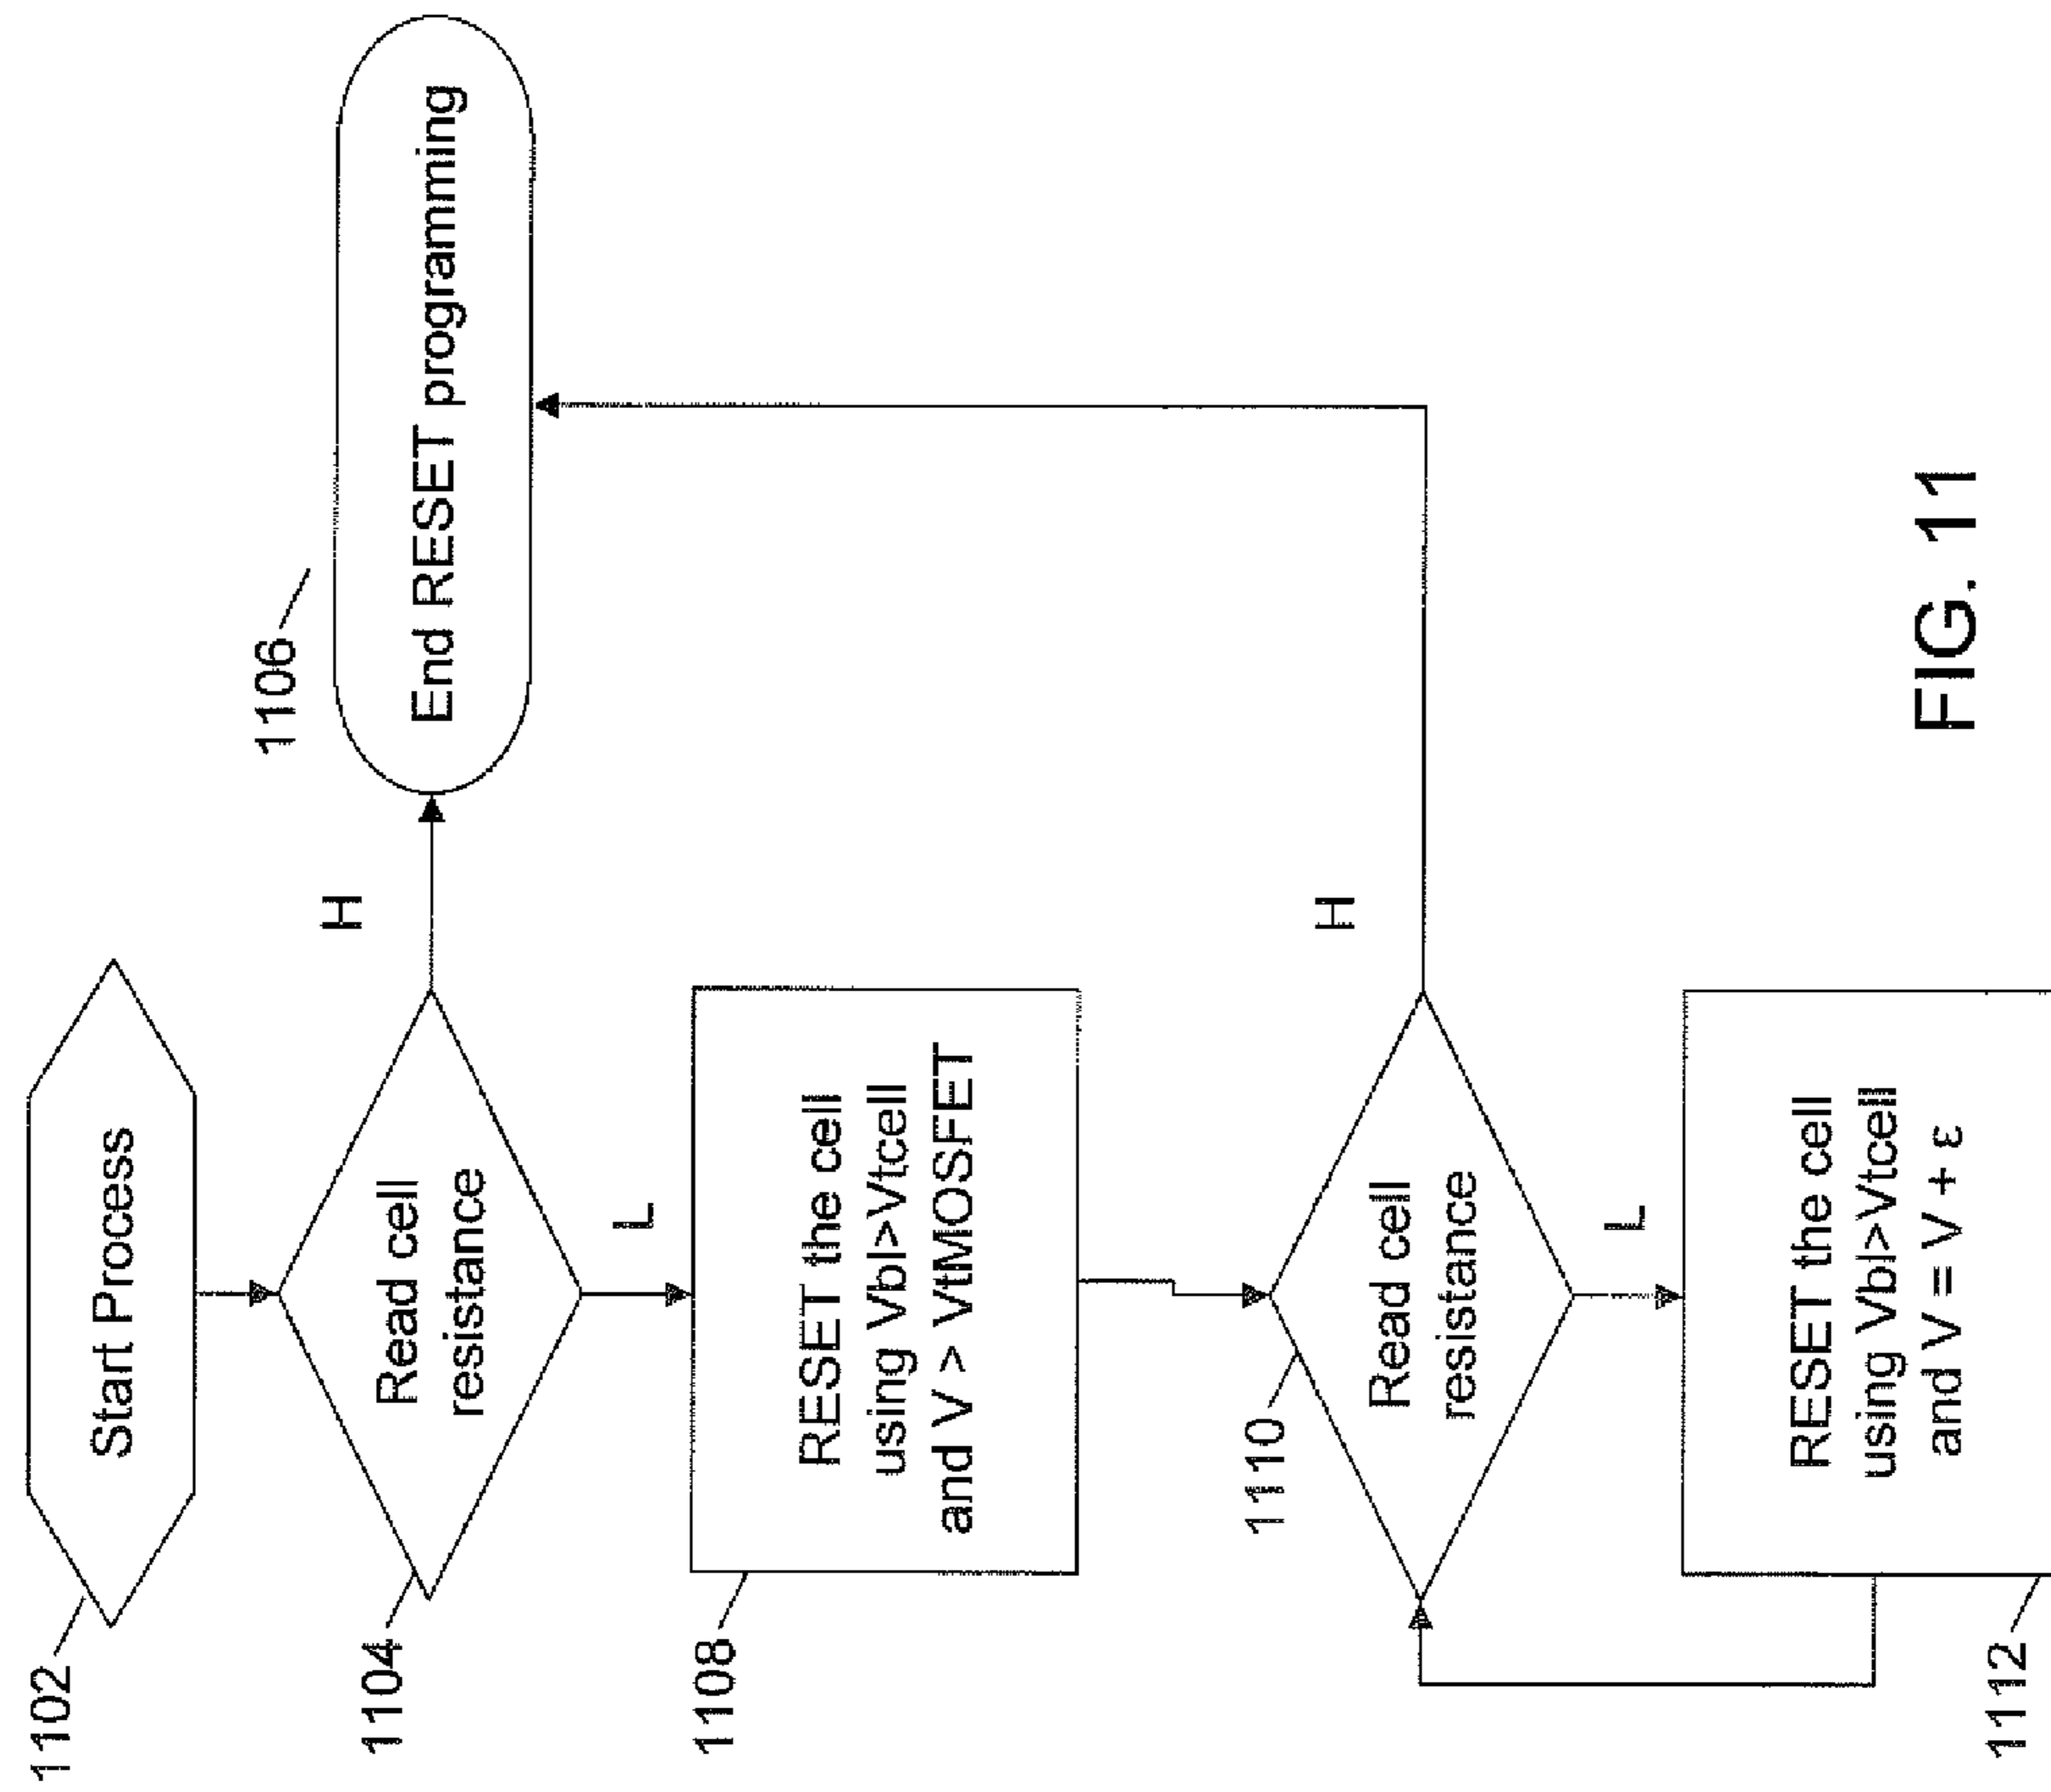 1102
Start Process
1104
Read cell
resistance
H
1106
End RESET programming
L
1108
RESET the cell
using Vbl>Vtcell
and V > VtMOSFET
1110
Read cell
resistance
H
L
1112
RESET the cell
using Vbl>Vtcell
and V = V + ε
FIG. 11